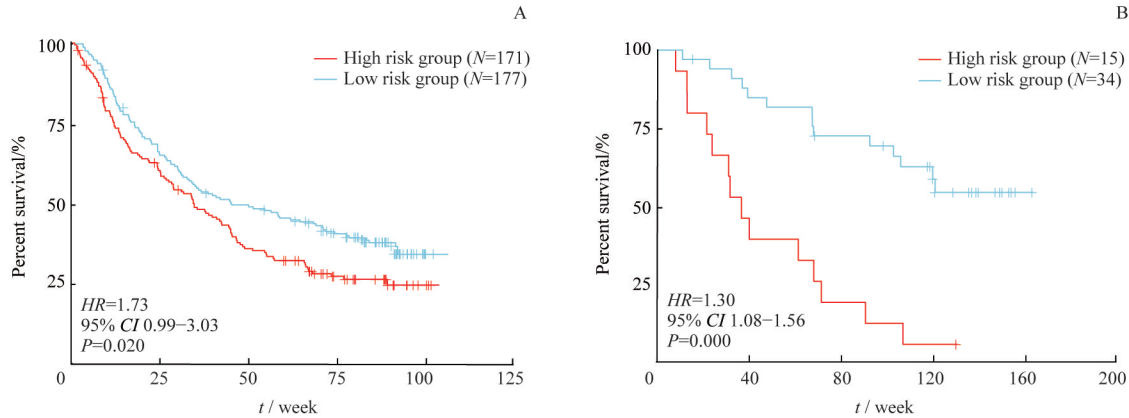 A
High risk group (N=171)
Low risk group (N=177)
100
75
50
25
Percent survival/%
HR=1.73
95% CI 0.99−3.03
P=0.020
0 25 50 75 100 125
t / week
B
High risk group (N=15)
Low risk group (N=34)
100
75
50
25
Percent survival/%
HR=1.30
95% CI 1.08−1.56
P=0.000
0 40 80 120 160 200
t / week